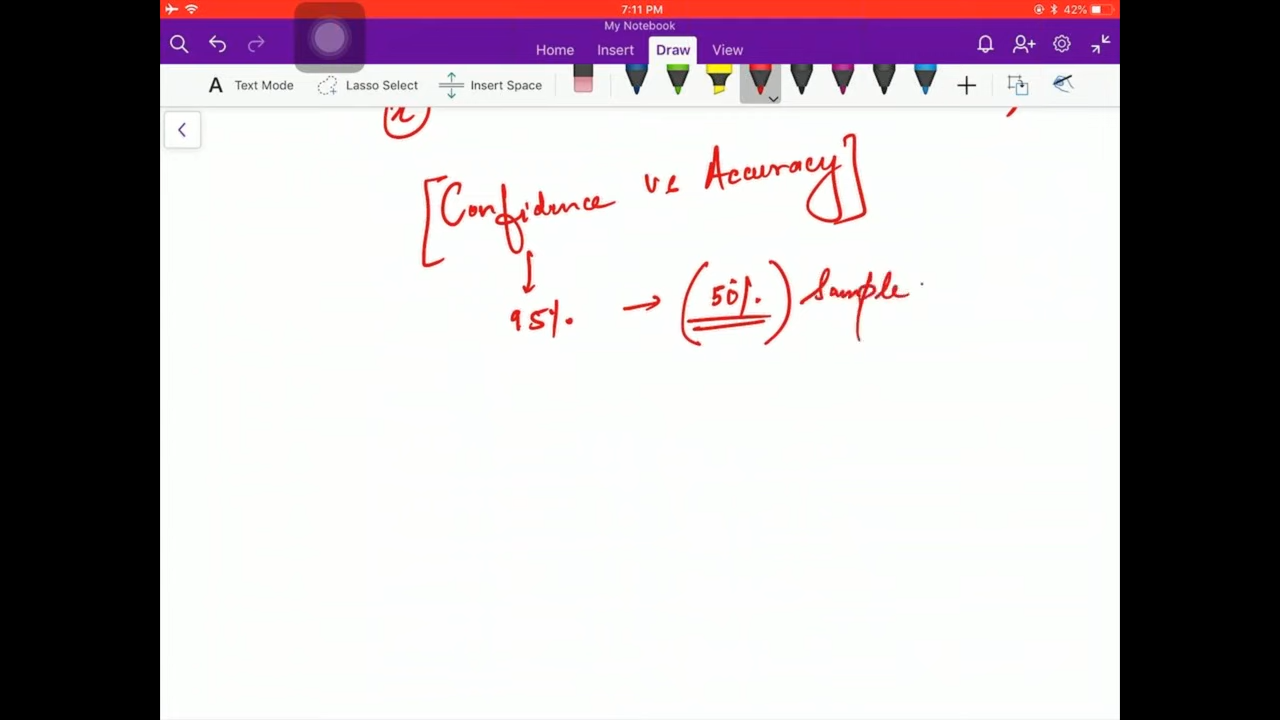 7:11 PM
42%
My Notebook
Home Insert Draw View
A Text Mode Lasso Select Insert Space
[Confidence vs Accuracy]
95% → (50%) Sample